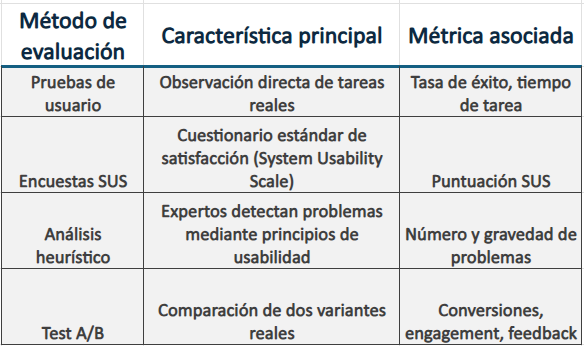 Método de
evaluación
Característica principal
Métrica asociada
Pruebas de
usuario
Observación directa de tareas
reales
Tasa de éxito, tiempo
de tarea
Encuestas SUS
Cuestionario estándar de
satisfacción (System Usability
Scale)
Puntuación SUS
Análisis
heurístico
Expertos detectan problemas
mediante principios de
usabilidad
Número y gravedad de
problemas
Test A/B
Comparación de dos variantes
reales
Conversiones,
engagement, feedback